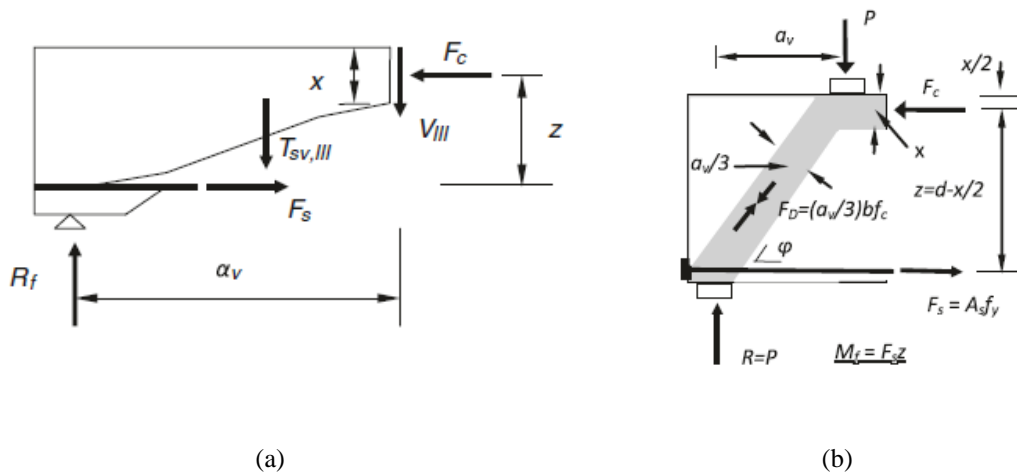 x
F_c
V_III
T_sv,III
z
F_s
R_f
α_v
(a)
P
a_v
x/2
F_c
x
a_v/3
z=d-x/2
F_D=(a_v/3)bf_c
φ
F_s = A_sf_y
R=P
M_f = F_sz
(b)